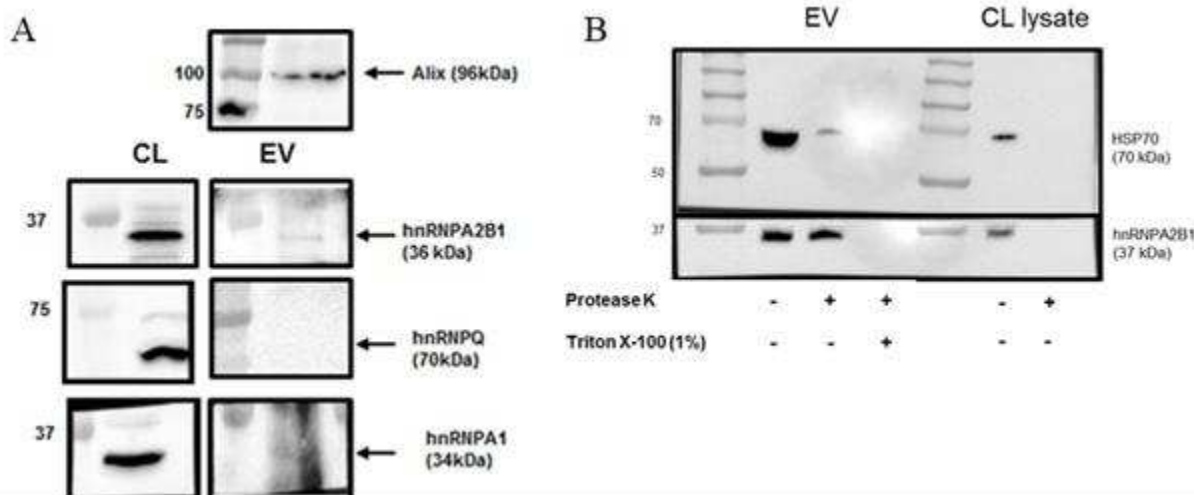 A
100
75
Alix (96kDa)
CL EV
37
hnRNPA2B1
(36 kDa)
75
hnRNPQ
(70kDa)
37
hnRNPA1
(34kDa)
B
EV CL lysate
70
50
HSP70
(70 kDa)
37
hnRNPA2B1
(37 kDa)
Protease K - + + - +
Triton X-100 (1%) - - + - -